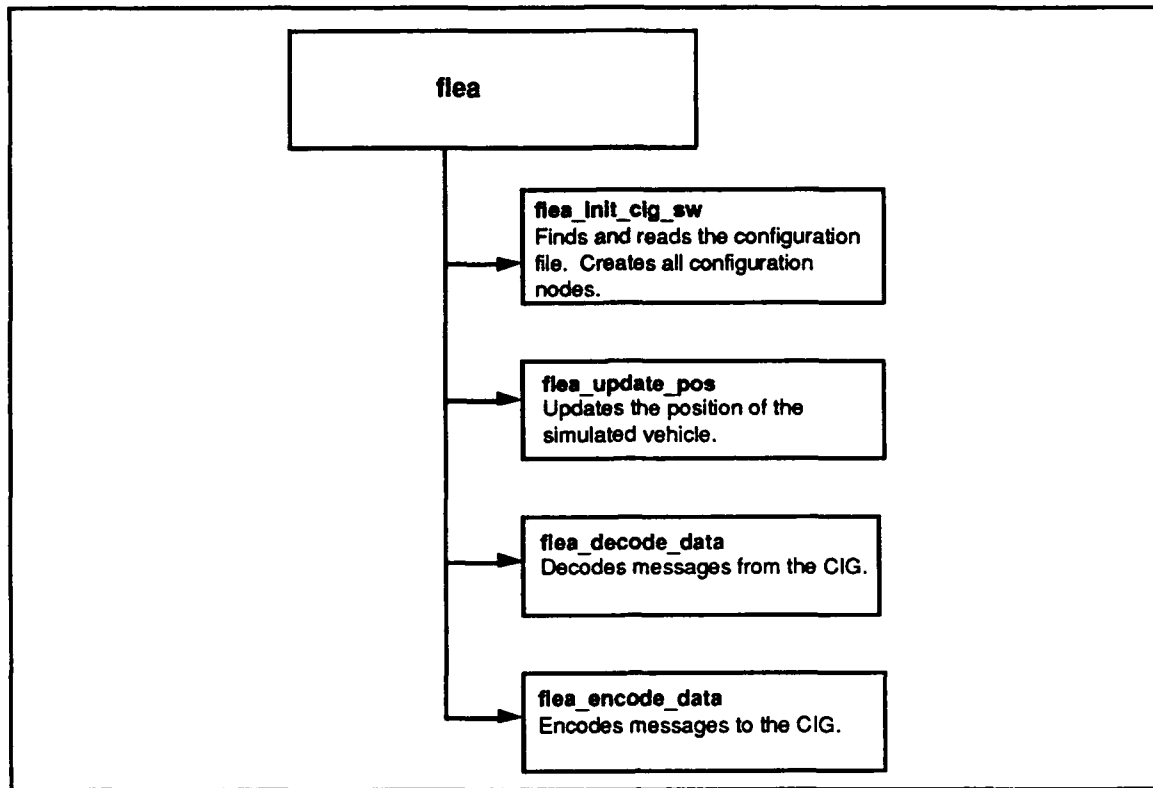 flea
flea_init_cig_sw
Finds and reads the configuration
file. Creates all configuration
nodes.
flea_update_pos
Updates the position of the
simulated vehicle.
flea_decode_data
Decodes messages from the CIG.
flea_encode_data
Encodes messages to the CIG.